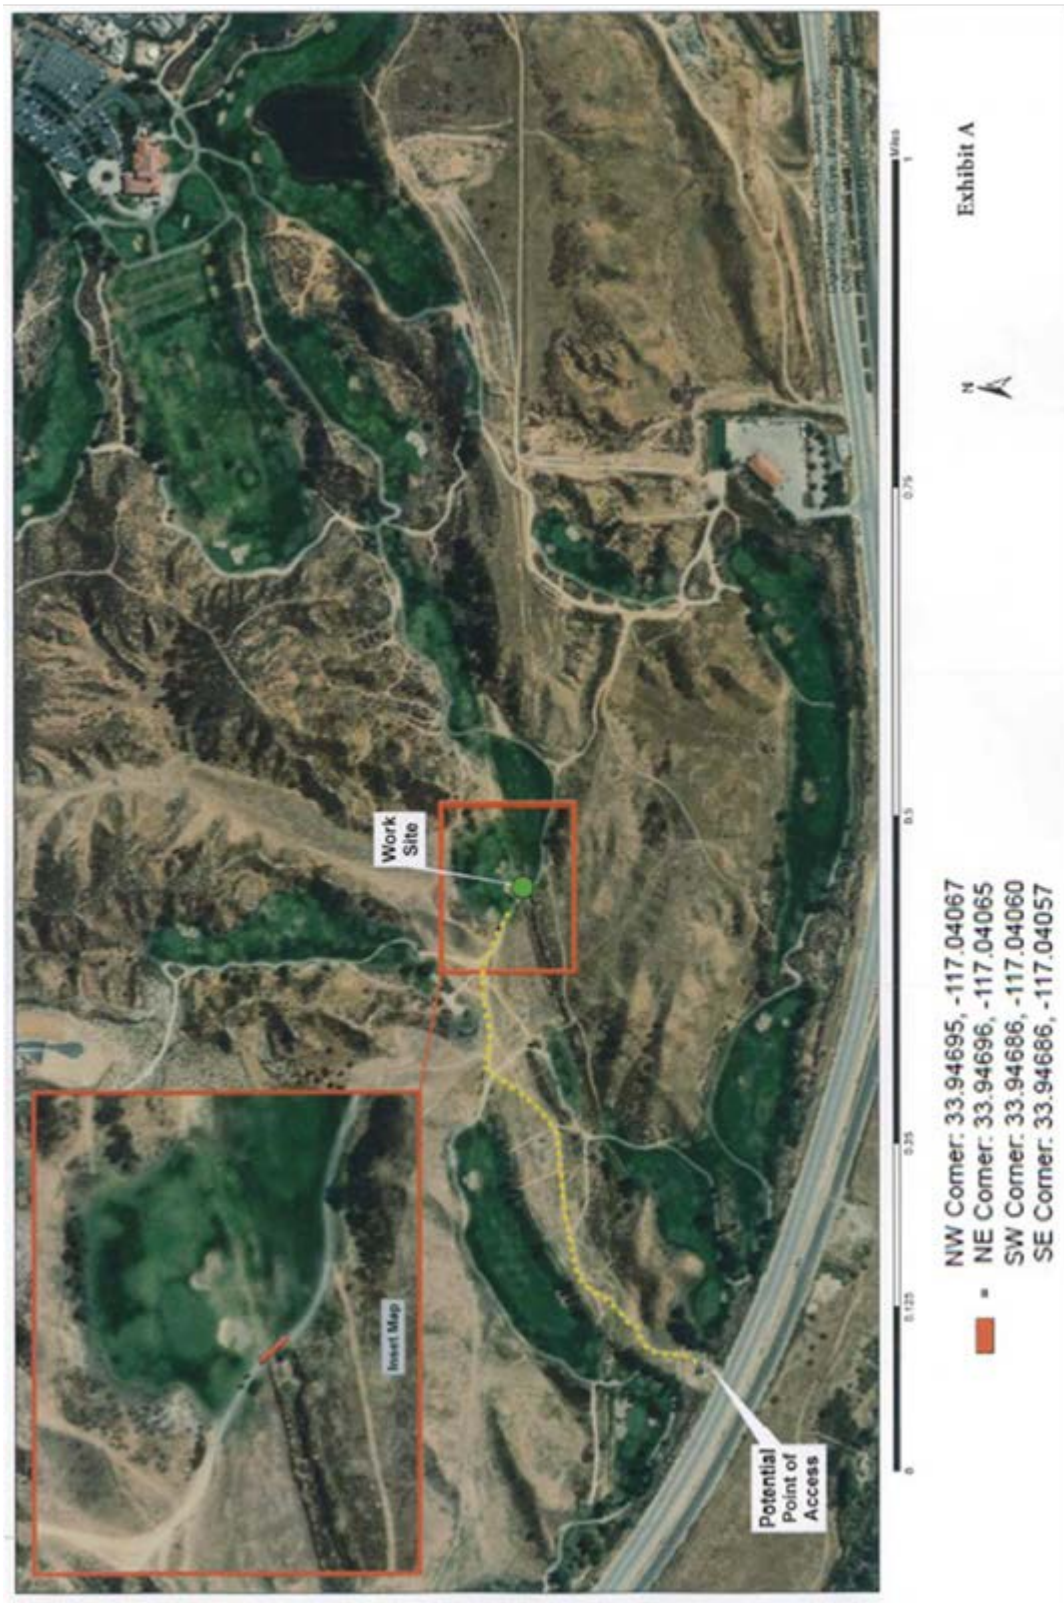 Work
Site
Inset Map
Potential
Point of
Access
0
0.125
0.25
0.5
0.75
1
Miles
N
Exhibit A
NW Corner: 33.94695, -117.04067
= NE Corner: 33.94696, -117.04065
SW Corner: 33.94686, -117.04060
SE Corner: 33.94686, -117.04057